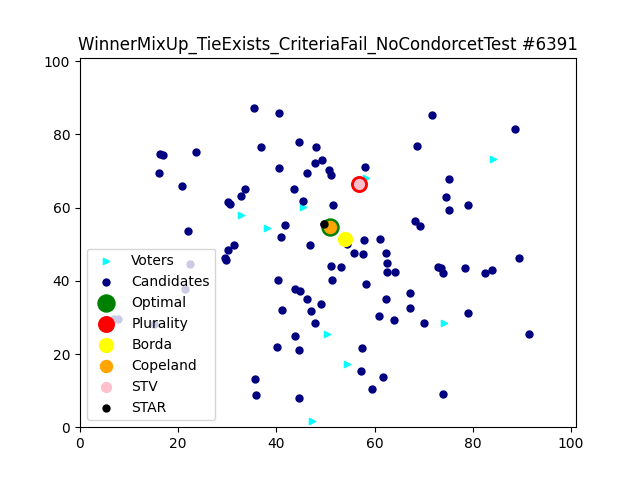 WinnerMixUp_TieExists_CriteriaFail_NoCondorcetTest #6391
100
80
60
40
20
0
0 20 40 60 80 100
Voters
Candidates
Optimal
Plurality
Borda
Copeland
STV
STAR